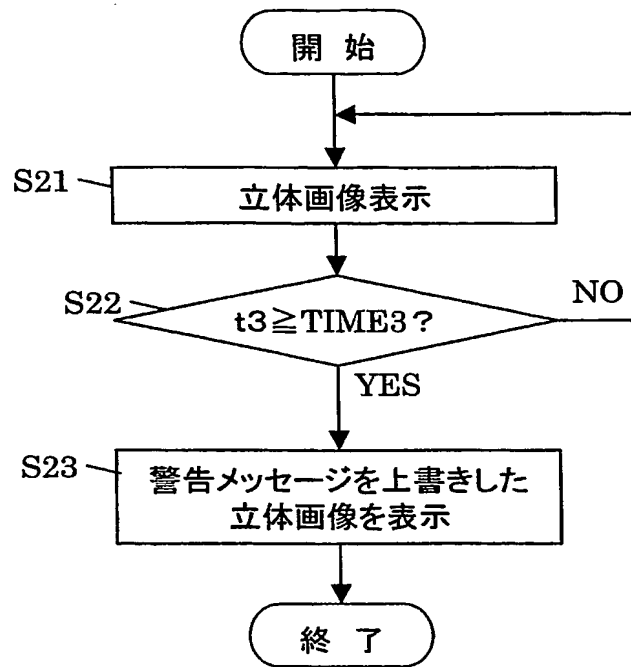 開 始
S21
立体画像表示
S22
t3≧TIME3?
NO
YES
S23
警告メッセージを上書きした
立体画像を表示
終 了